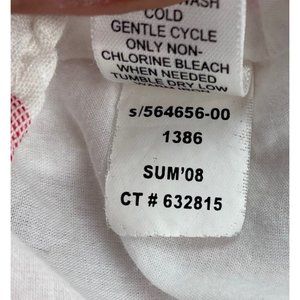 WASH
COLD
GENTLE CYCLE
ONLY NON-
CHLORINE BLEACH
WHEN NEEDED
TUMBLE DRY LOW
s/564656-00
1386
SUM'08
CT # 632815